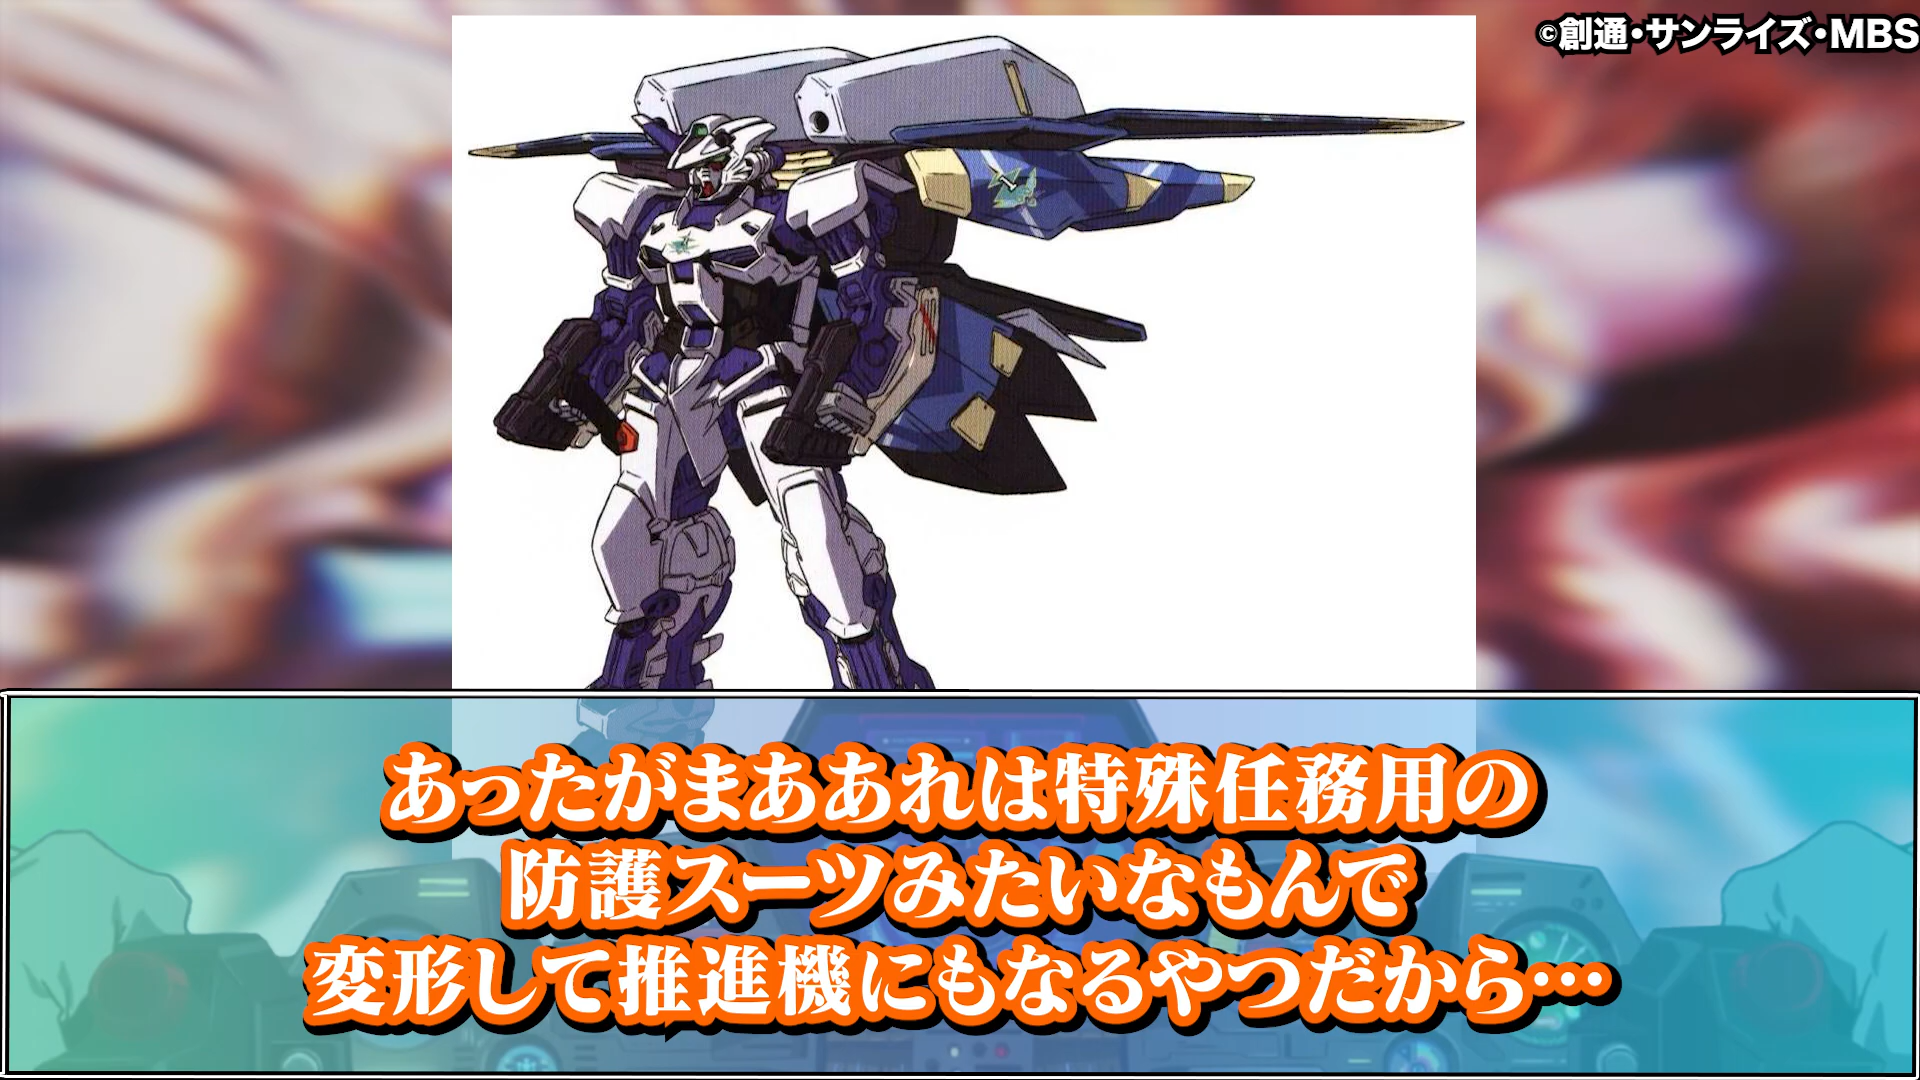 ©創通・サンライズ・MBS
あったがまああれは特殊任務用の
防護スーツみたいなもんで
変形して推進機にもなるやつだから…